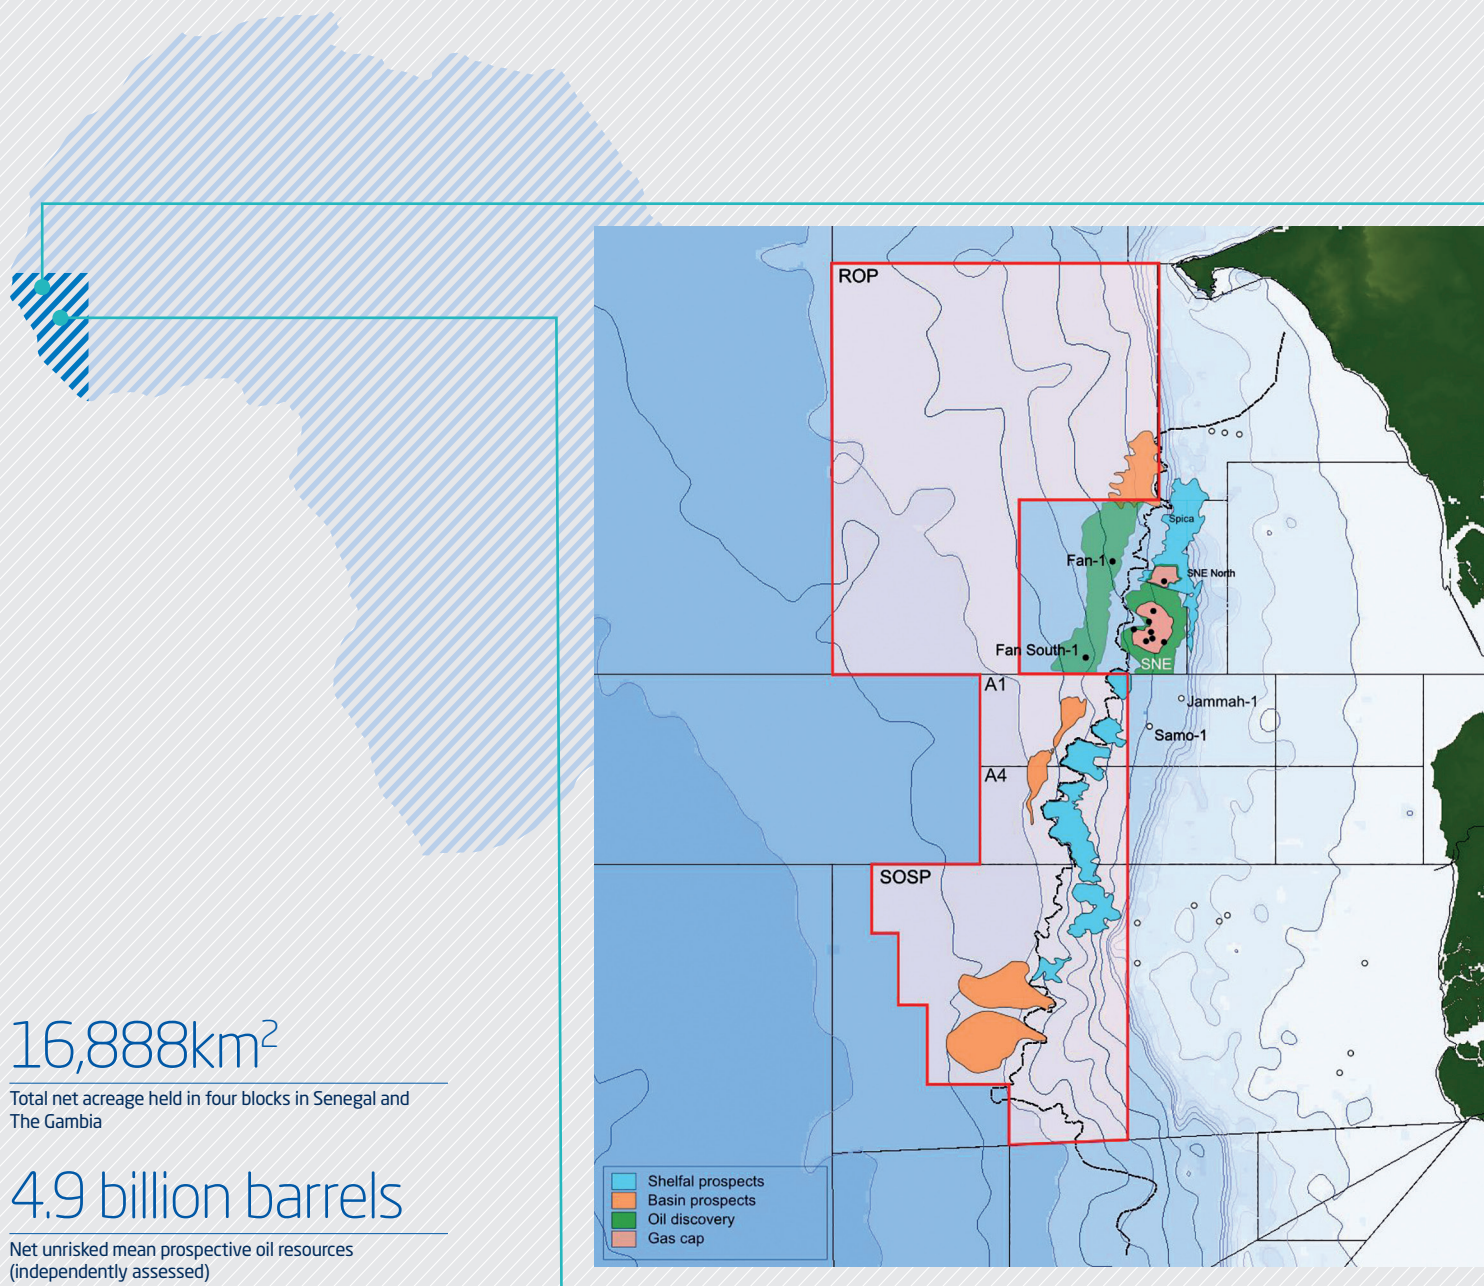 ROP
Spica
Fan-1
SNE North
Fan South-1
SNE
A1
Jammah-1
Samo-1
A4
SOSP
Shelfal prospects
Basin prospects
Oil discovery
Gas cap
16,888km²
Total net acreage held in four blocks in Senegal and
The Gambia
4.9 billion barrels
Net unrisked mean prospective oil resources
(independently assessed)